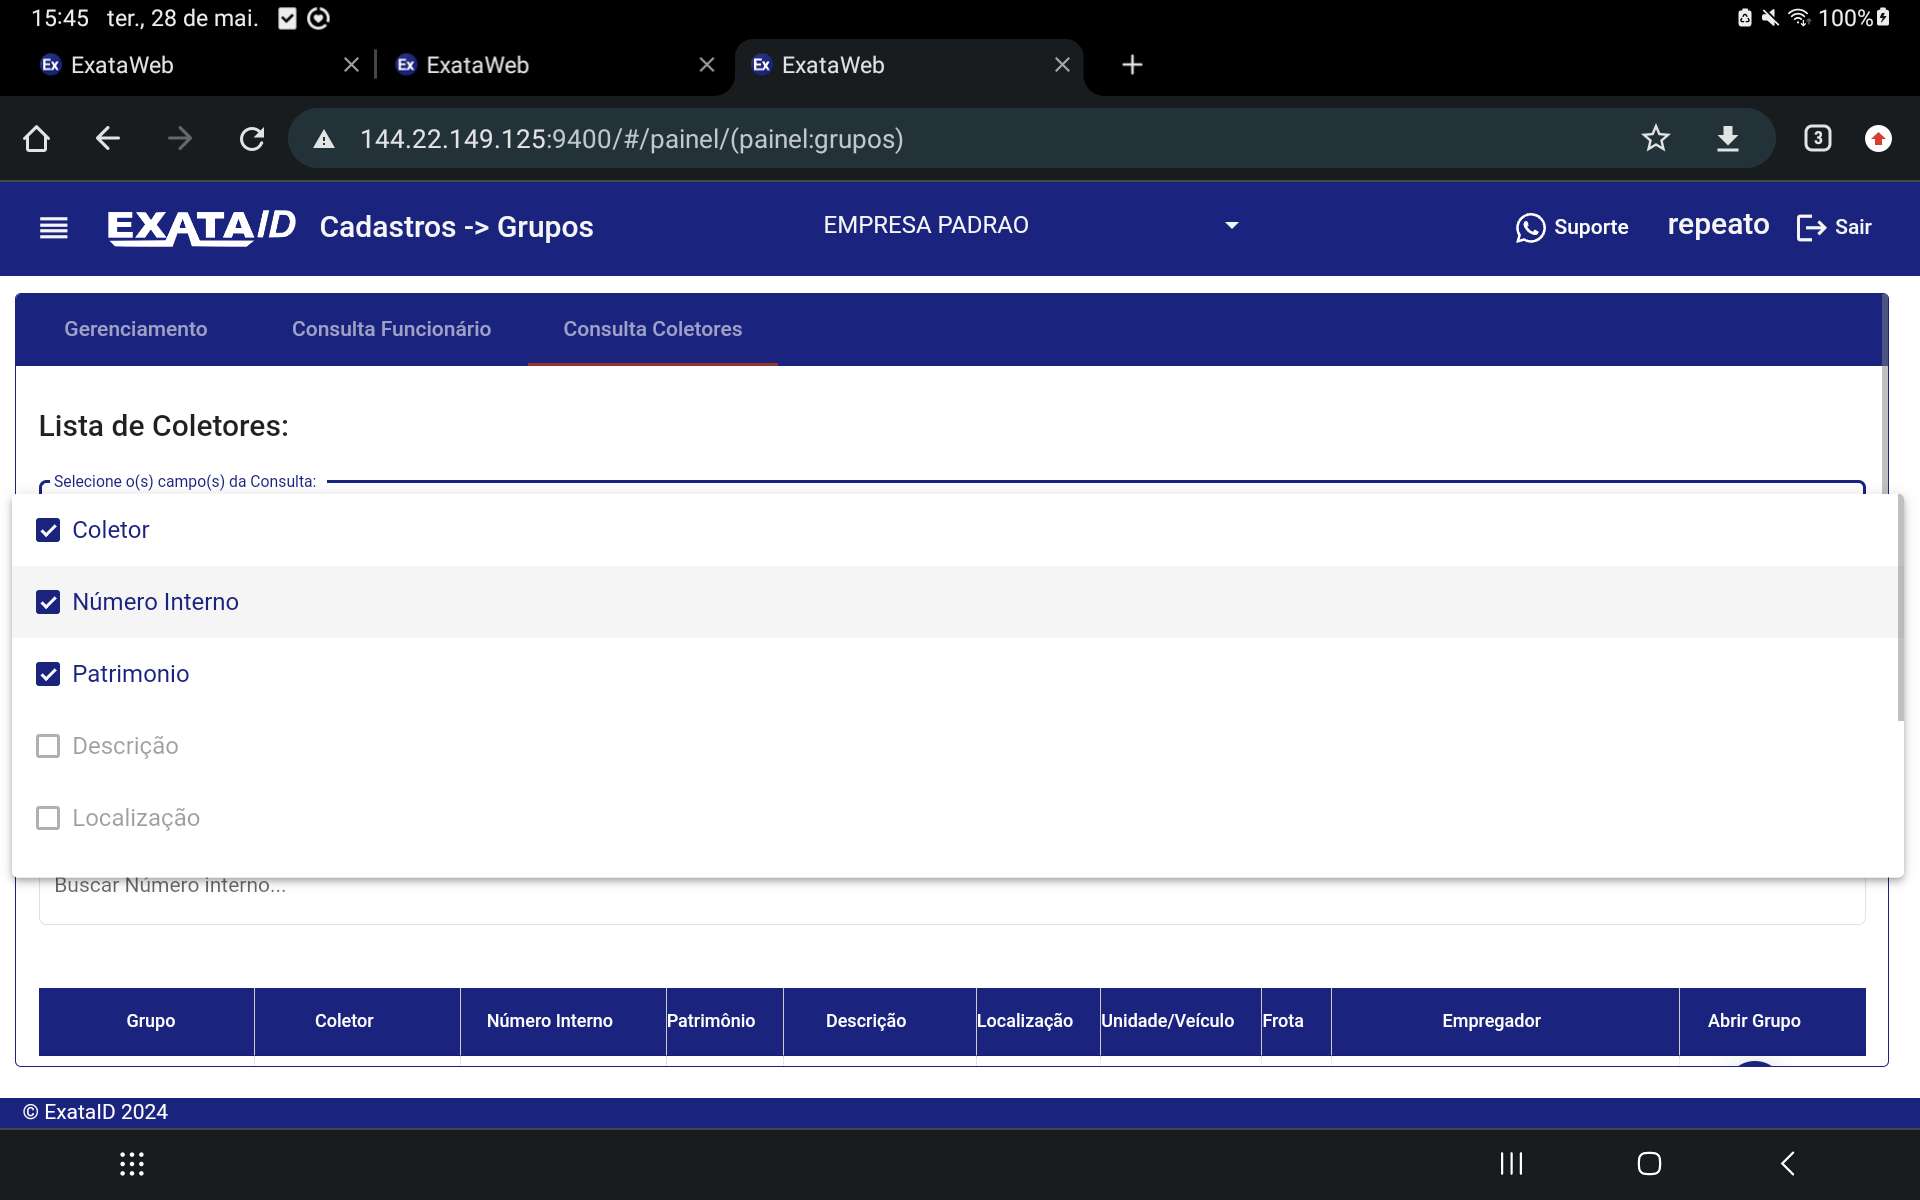 15:45 ter., 28 de mai. 100%
Ex ExataWeb Ex ExataWeb Ex ExataWeb
144.22.149.125:9400/#/painel/(painel:grupos) 3
EXATA ID Cadastros -> Grupos EMPRESA PADRAO Suporte repeato Sair
Gerenciamento Consulta Funcionário Consulta Coletores
Lista de Coletores:
Selecione o(s) campo(s) da Consulta:
Coletor
Número Interno
Patrimonio
Descrição
Localização
Buscar Número interno...
Grupo Coletor Número Interno Patrimônio Descrição Localização Unidade/Veículo Frota Empregador Abrir Grupo
© ExataID 2024